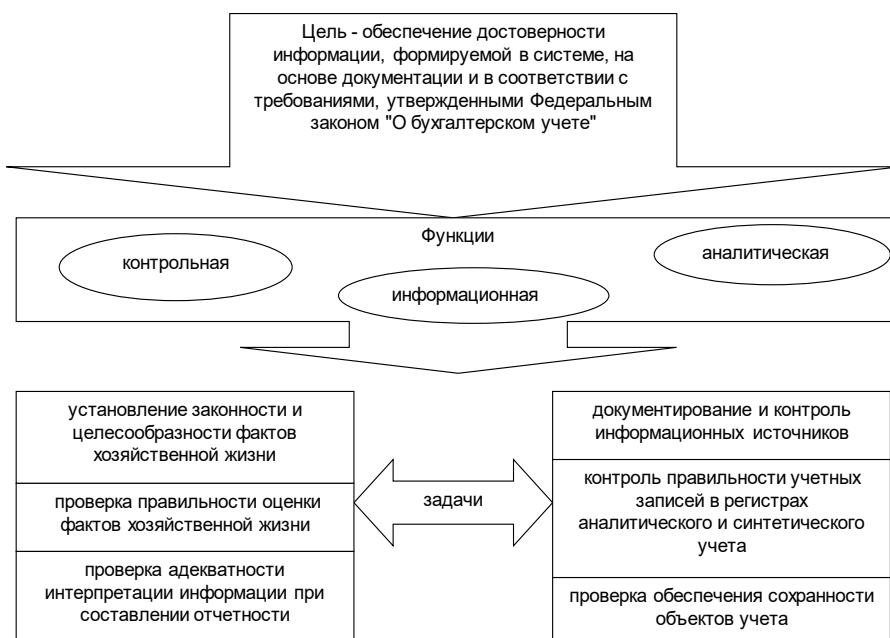 Цель - обеспечение достоверности
информации, формируемой в системе, на
основе документации и в соответствии с
требованиями, утвержденными Федеральным
законом "О бухгалтерском учете"
Функции
контрольная
информационная
аналитическая
установление законности и
целесообразности фактов
хозяйственной жизни
проверка правильности оценки
фактов хозяйственной жизни
проверка адекватности
интерпретации информации при
составлении отчетности
задачи
документирование и контроль
информационных источников
контроль правильности учетных
записей в регистрах
аналитического и синтетического
учета
проверка обеспечения сохранности
объектов учета